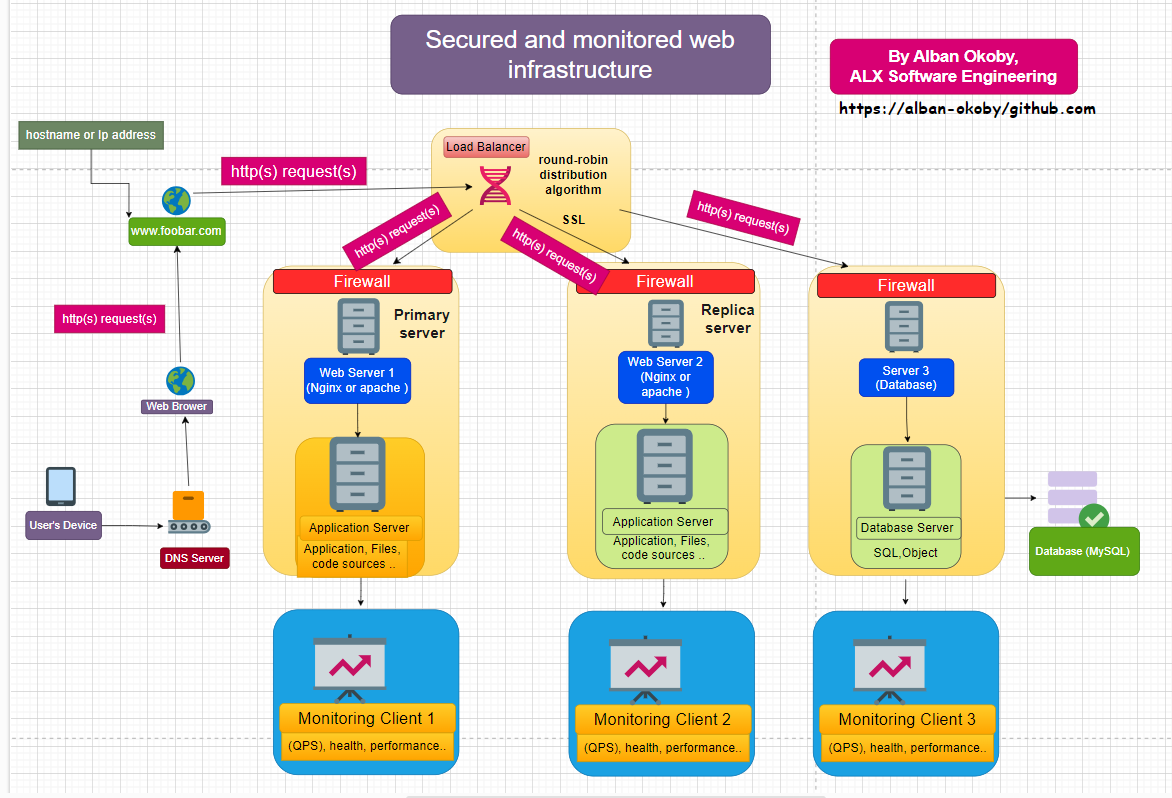 Secured and monitored web
infrastructure
By Alban Okoby,
ALX Software Engineering
https://alban-okoby/github.com
hostname or Ip address
http(s) request(s)
www.foobar.com
http(s) request(s)
Web Brower
User's Device
DNS Server
Load Balancer
round-robin
distribution
algorithm
SSL
http(s) request(s)
http(s) request(s)
http(s) request(s)
Firewall
Primary
server
Web Server 1
(Nginx or apache )
Application Server
Application, Files,
code sources ..
Monitoring Client 1
(QPS), health, performance..
Firewall
Replica
server
Web Server 2
(Nginx or
apache )
Application Server
Application, Files,
code sources ..
Monitoring Client 2
(QPS), health, performance..
Firewall
Server 3
(Database)
Database Server
SQL,Object
Database (MySQL)
Monitoring Client 3
(QPS), health, performance..